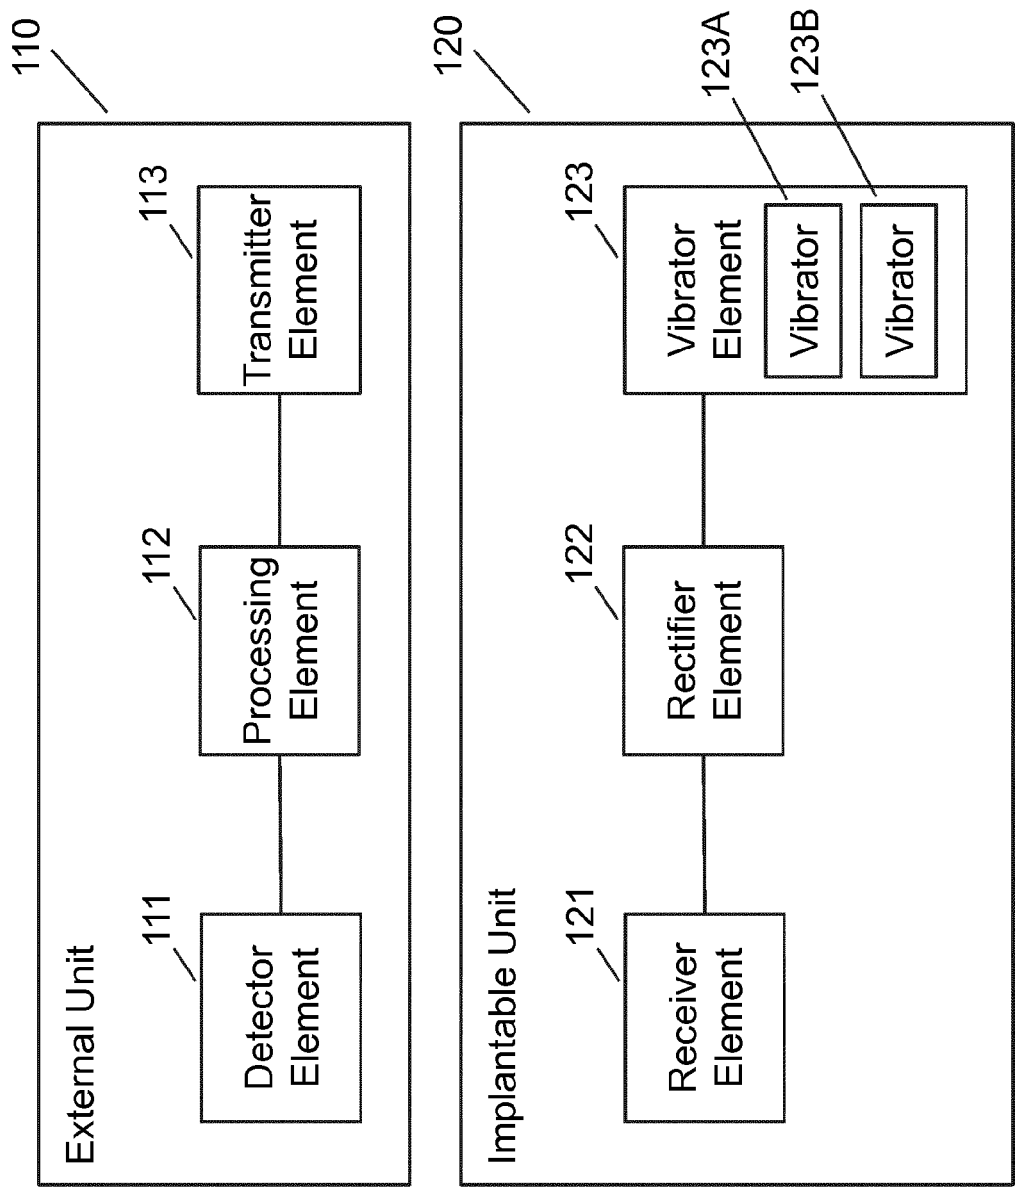 110
External Unit
111
Detector
Element
112
Processing
Element
113
Transmitter
Element
120
Implantable Unit
121
Receiver
Element
122
Rectifier
Element
123
Vibrator
Element
123A
Vibrator
123B
Vibrator